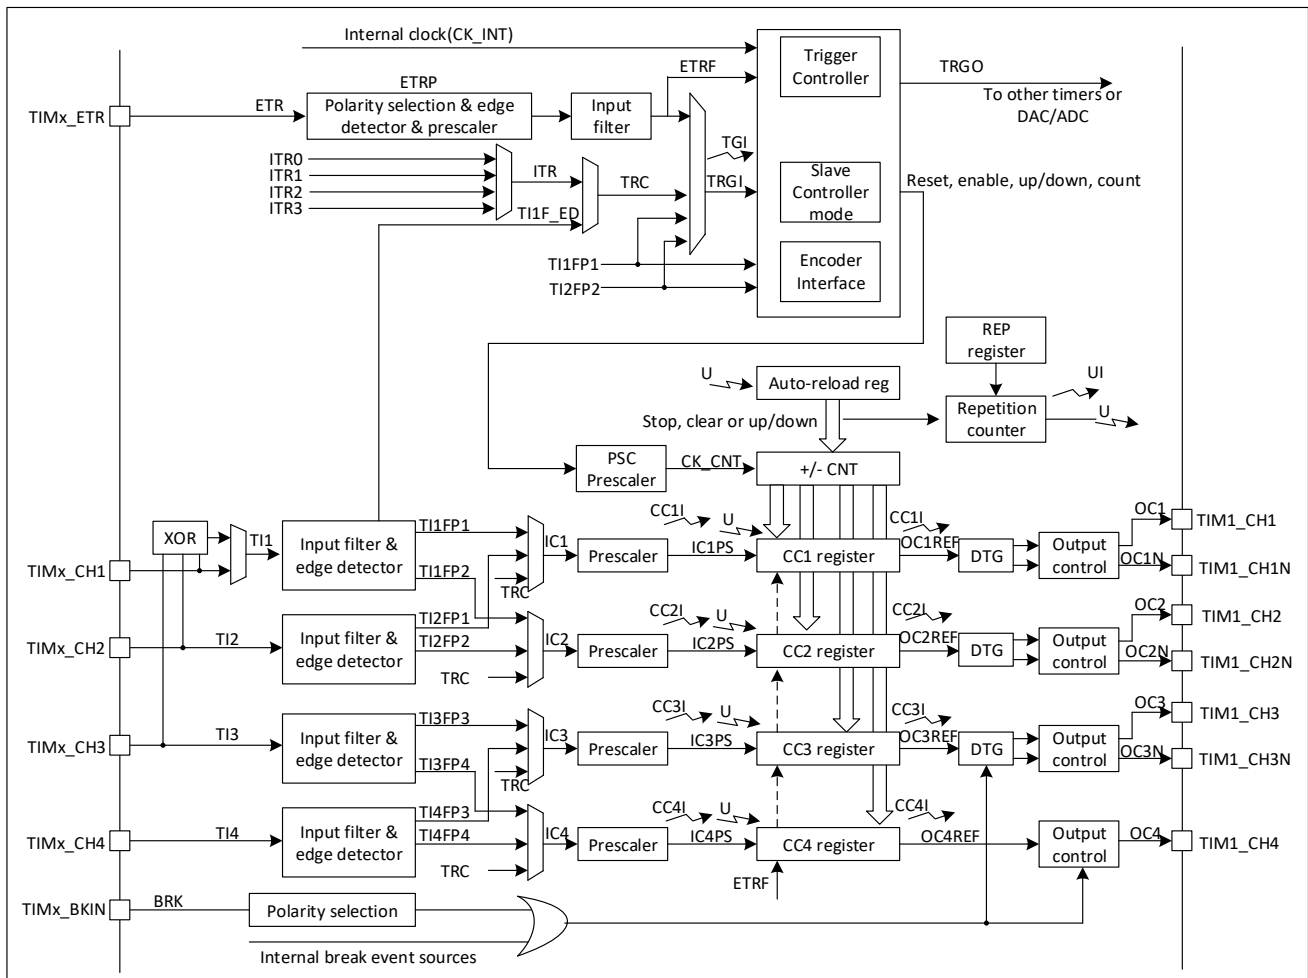 Internal clock(CK_INT)
Trigger
Controller
TRGO
To other timers or
DAC/ADC
ETRF
ETRP
ETR
TIMx_ETR
Polarity selection & edge
detector & prescaler
Input
filter
TGI
ITR0
ITR1
ITR2
ITR3
ITR
TRC
TRGI
TI1F_ED
Slave
Controller
mode
Reset, enable, up/down, count
TI1FP1
TI2FP2
Encoder
Interface
REP
register
U
Auto-reload reg
UI
Stop, clear or up/down
Repetition
counter
U
PSC
Prescaler
CK_CNT
+/- CNT
XOR
TI1
Input filter &
edge detector
TI1FP1
TI1FP2
TRC
IC1
Prescaler
CC1I
U
IC1PS
CC1 register
CC1I
OC1REF
DTG
Output
control
OC1
OC1N
TIM1_CH1
TIM1_CH1N
TIMx_CH1
TIMx_CH2
TI2
Input filter &
edge detector
TI2FP1
TI2FP2
TRC
IC2
Prescaler
CC2I
U
IC2PS
CC2 register
CC2I
OC2REF
DTG
Output
control
OC2
OC2N
TIM1_CH2
TIM1_CH2N
TIMx_CH3
TI3
Input filter &
edge detector
TI3FP3
TI3FP4
TRC
IC3
Prescaler
CC3I
U
IC3PS
CC3 register
CC3I
OC3REF
DTG
Output
control
OC3
OC3N
TIM1_CH3
TIM1_CH3N
TIMx_CH4
TI4
Input filter &
edge detector
TI4FP3
TI4FP4
TRC
IC4
Prescaler
CC4I
U
IC4PS
CC4 register
CC4I
OC4REF
Output
control
OC4
TIM1_CH4
ETRF
TIMx_BKIN
BRK
Polarity selection
Internal break event sources